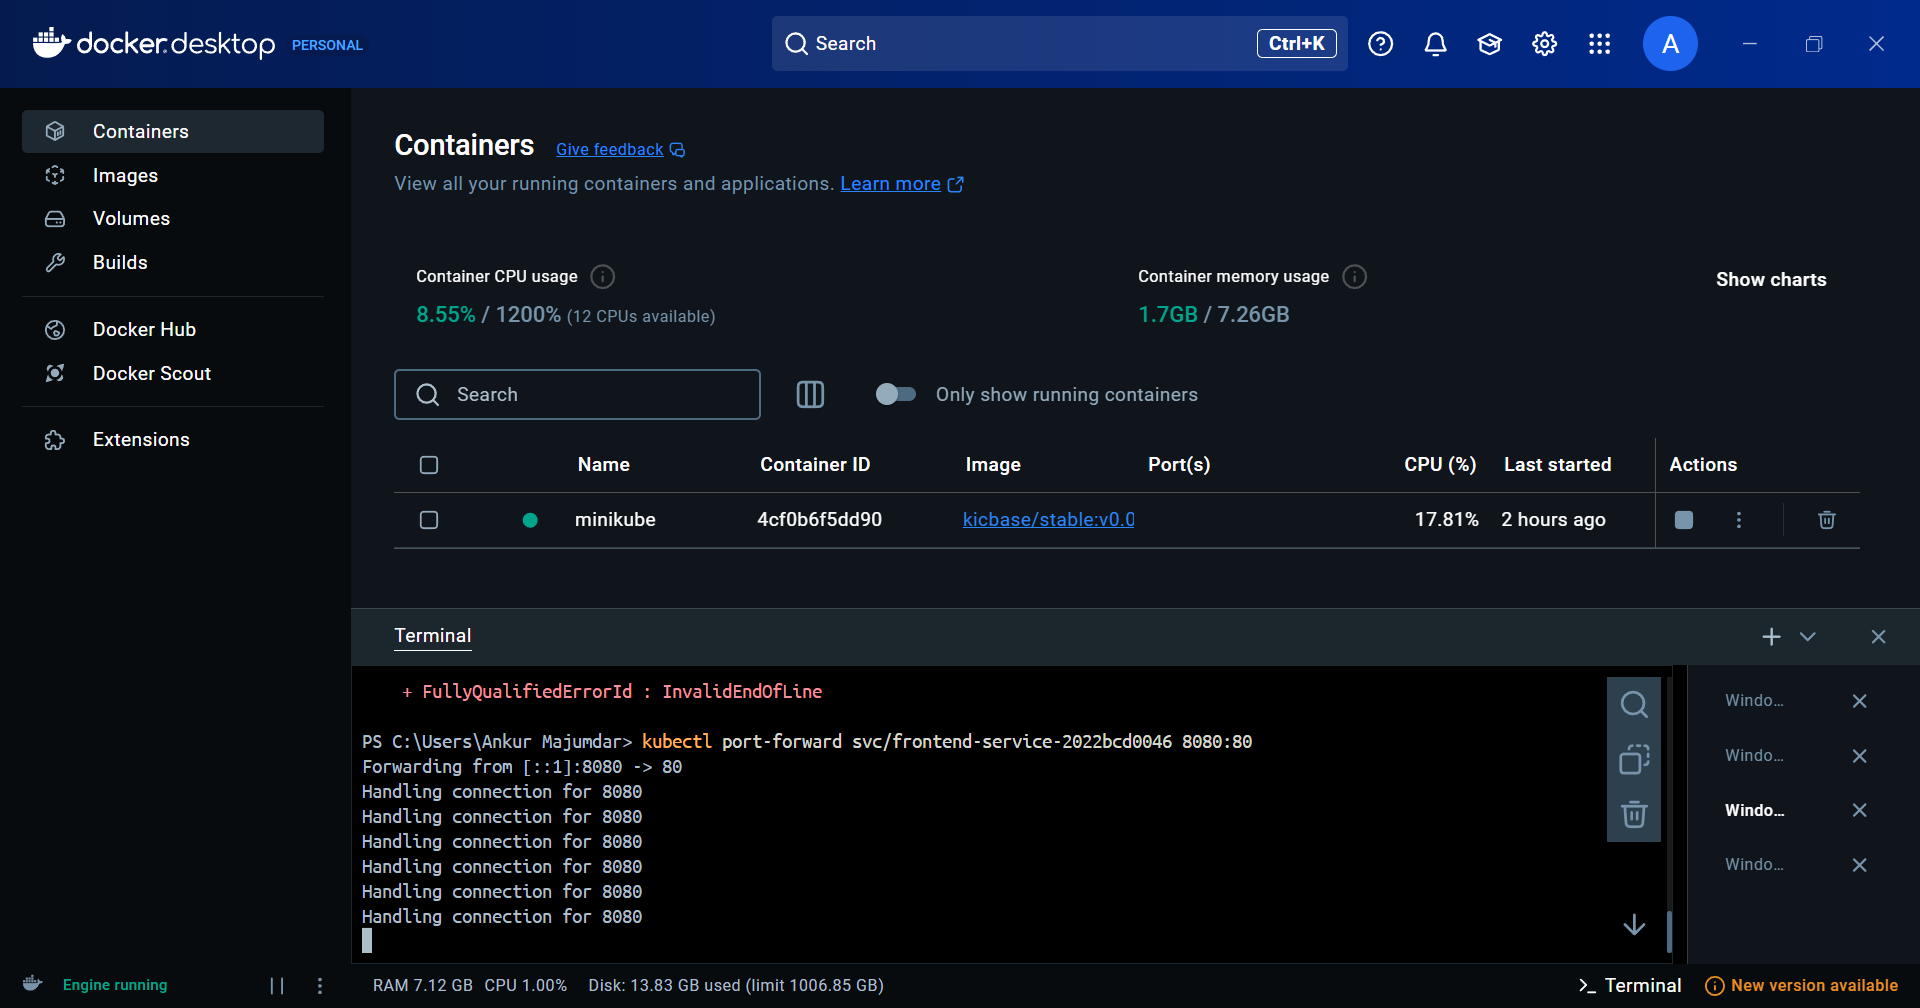 docker.desktop PERSONAL
Search Ctrl+K
A
Containers
Images
Volumes
Builds
Docker Hub
Docker Scout
Extensions
Containers Give feedback
View all your running containers and applications. Learn more
Container CPU usage
8.55% / 1200% (12 CPUs available)
Container memory usage
1.7GB / 7.26GB
Show charts
Search
Only show running containers
Name Container ID Image Port(s) CPU (%) Last started Actions
minikube 4cf0b6f5dd90 kicbase/stable:v0.0 17.81% 2 hours ago
Terminal
+ FullyQualifiedErrorId : InvalidEndOfLine
PS C:\Users\Ankur Majumdar> kubectl port-forward svc/frontend-service-2022bcd0046 8080:80
Forwarding from [::1]:8080 -> 80
Handling connection for 8080
Handling connection for 8080
Handling connection for 8080
Handling connection for 8080
Handling connection for 8080
Handling connection for 8080
Windo...
Windo...
Windo...
Windo...
Engine running
RAM 7.12 GB CPU 1.00% Disk: 13.83 GB used (limit 1006.85 GB)
>_ Terminal
New version available